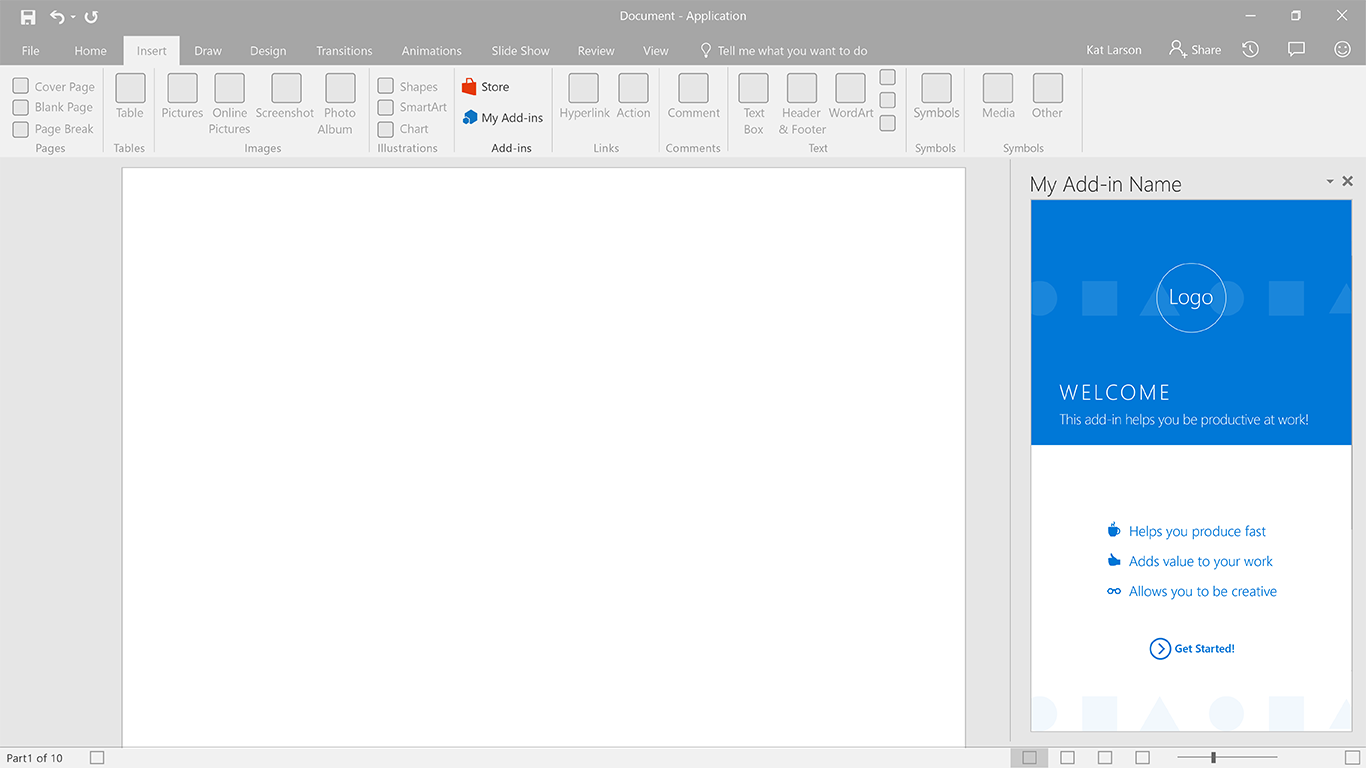 Document - Application
File Home Insert Draw Design Transitions Animations Slide Show Review View Tell me what you want to do Kat Larson Share
Cover Page
Blank Page
Page Break
Pages
Table
Tables
Pictures
Online
Pictures
Screenshot
Photo
Album
Images
Shapes
SmartArt
Chart
Illustrations
Store
My Add-ins
Add-ins
Hyperlink
Action
Links
Comment
Comments
Text
Box
Header
& Footer
WordArt
Text
Symbols
Symbols
Media
Other
Symbols
My Add-in Name
Logo
WELCOME
This add-in helps you be productive at work!
Helps you produce fast
Adds value to your work
Allows you to be creative
Get Started!
Part1 of 10